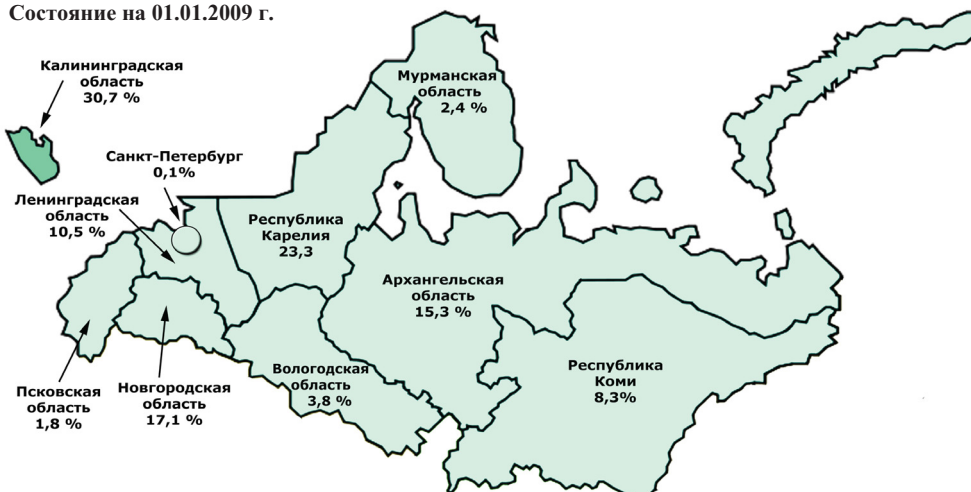 Состояние на 01.01.2009 г.
Калининградская
область
30,7 %
Мурманская
область
2,4 %
Санкт-Петербург
0,1%
Ленинградская
область
10,5 %
Республика
Карелия
23,3
Архангельская
область
15,3 %
Псковская
область
1,8 %
Новгородская
область
17,1 %
Вологодская
область
3,8 %
Республика
Коми
8,3%